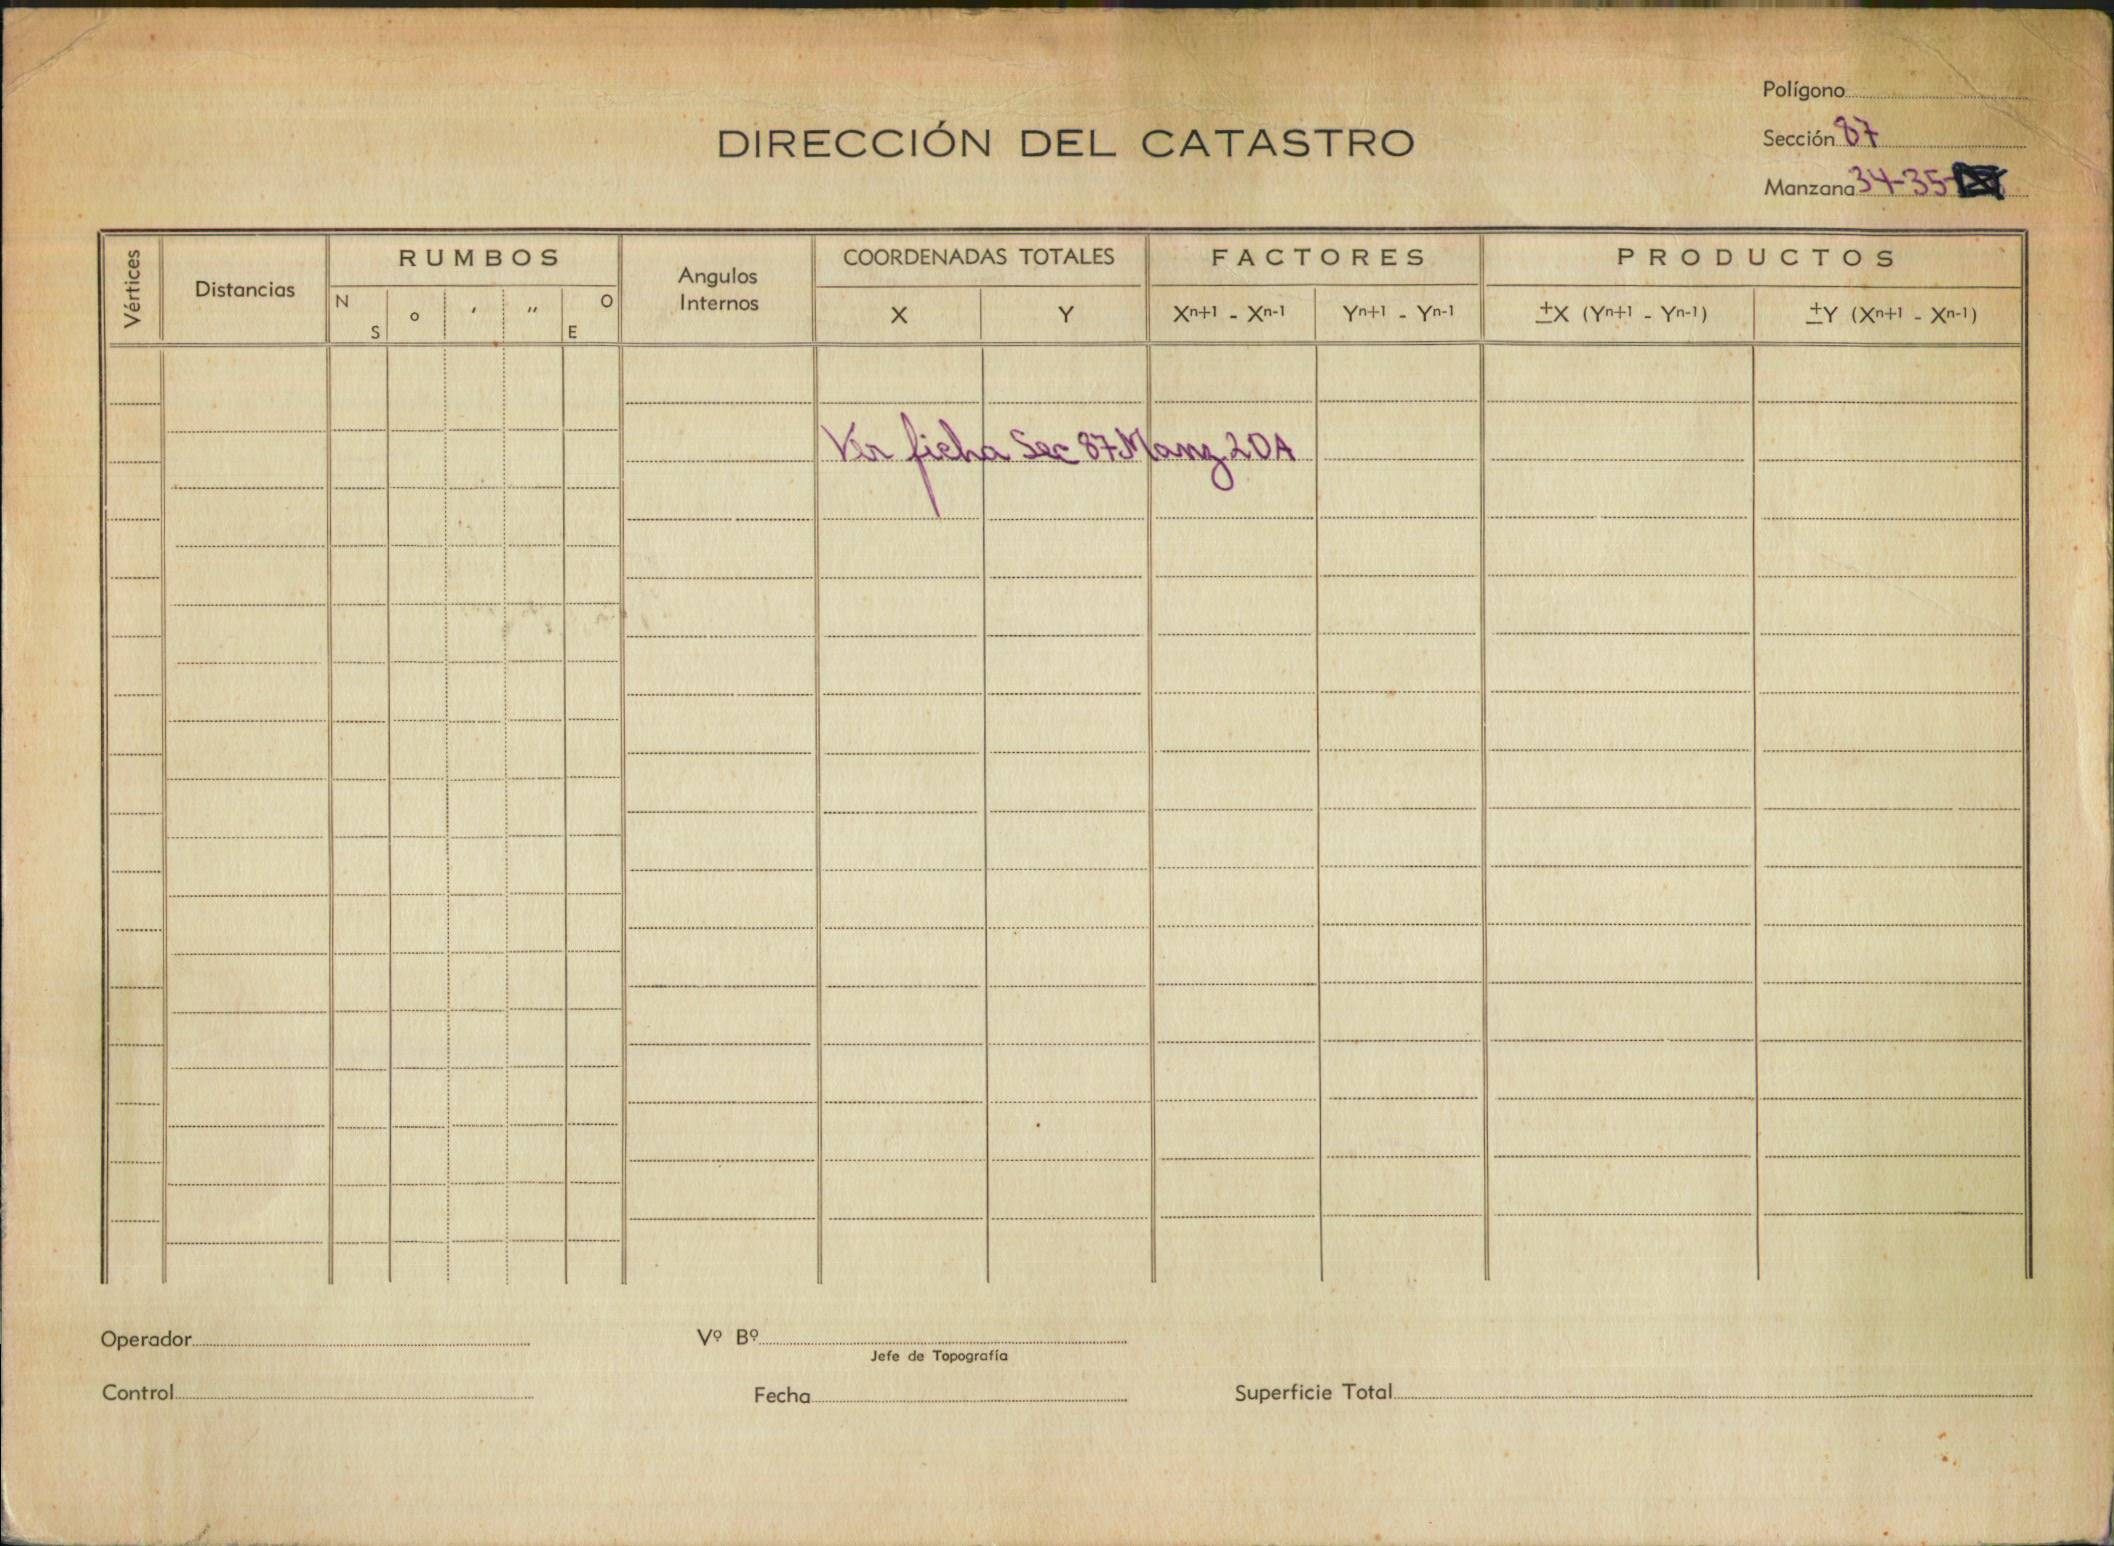 Polígono
DIRECCIÓN DEL CATASTRO
Sección 87
Manzana 34-35-
Vértices
Distancias
RUMBOS
N S
o ' "
O E
Angulos
Internos
COORDENADAS TOTALES
X Y
FACTORES
Xn+1 - Xn-1 Yn+1 - Yn-1
PRODUCTOS
±X (Yn+1 - Yn-1) ±Y (Xn+1 - Xn-1)
Ver ficha Sec 87 Manz. 20A
Operador
Vº Bº
Jefe de Topografía
Control
Fecha
Superficie Total